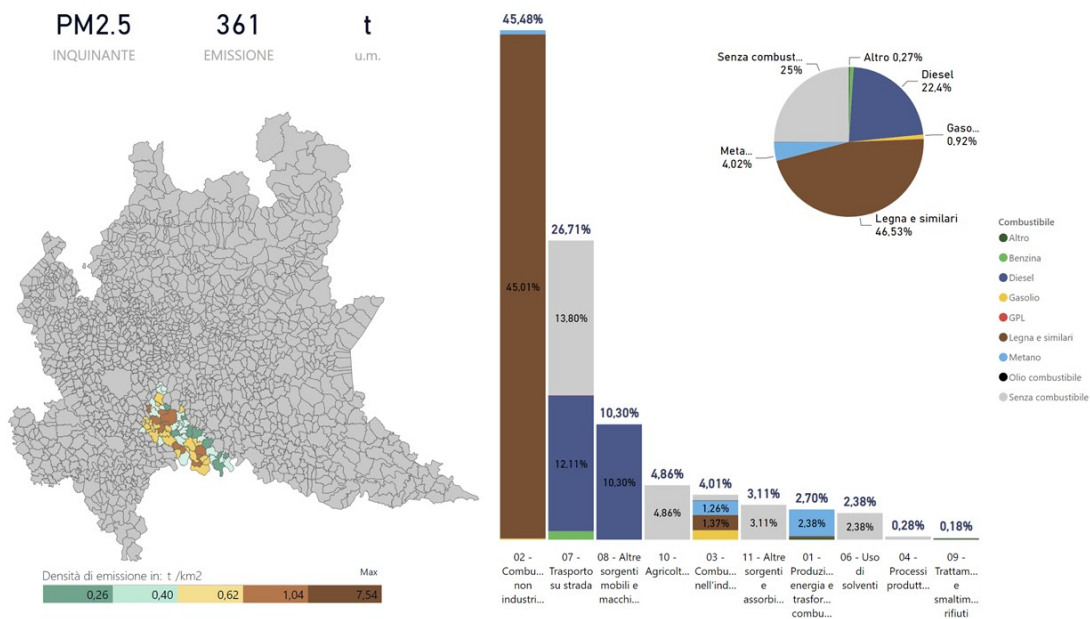 PM2.5
361
t
INQUINANTE
EMISSIONE
u.m.
Densità di emissione in: t /km2
Max
0,26
0,40
0,62
1,04
7,54
45,48%
45,01%
26,71%
13,80%
12,11%
10,30%
10,30%
4,86%
4,86%
4,01%
1,26%
1,37%
3,11%
3,11%
2,70%
2,38%
2,38%
2,38%
0,28%
0,18%
02 -
Combu...
non
industri...
07 -
Trasporto
su strada
08 - Altre
sorgenti
mobili e
macchi...
10 -
Agricolt...
03 -
Combu...
nell'ind...
11 - Altre
sorgenti
e
assorbi...
01 -
Produzi...
energia e
trasfor...
combu...
06 - Uso
di
solventi
04 -
Processi
produtt...
09 -
Trattam...
e
smaltim...
rifiuti
Senza combust...
25%
Altro 0,27%
Diesel
22,4%
Gaso...
0,92%
Meta...
4,02%
Legna e similari
46,53%
Combustibile
Altro
Benzina
Diesel
Gasolio
GPL
Legna e similari
Metano
Olio combustibile
Senza combustibile